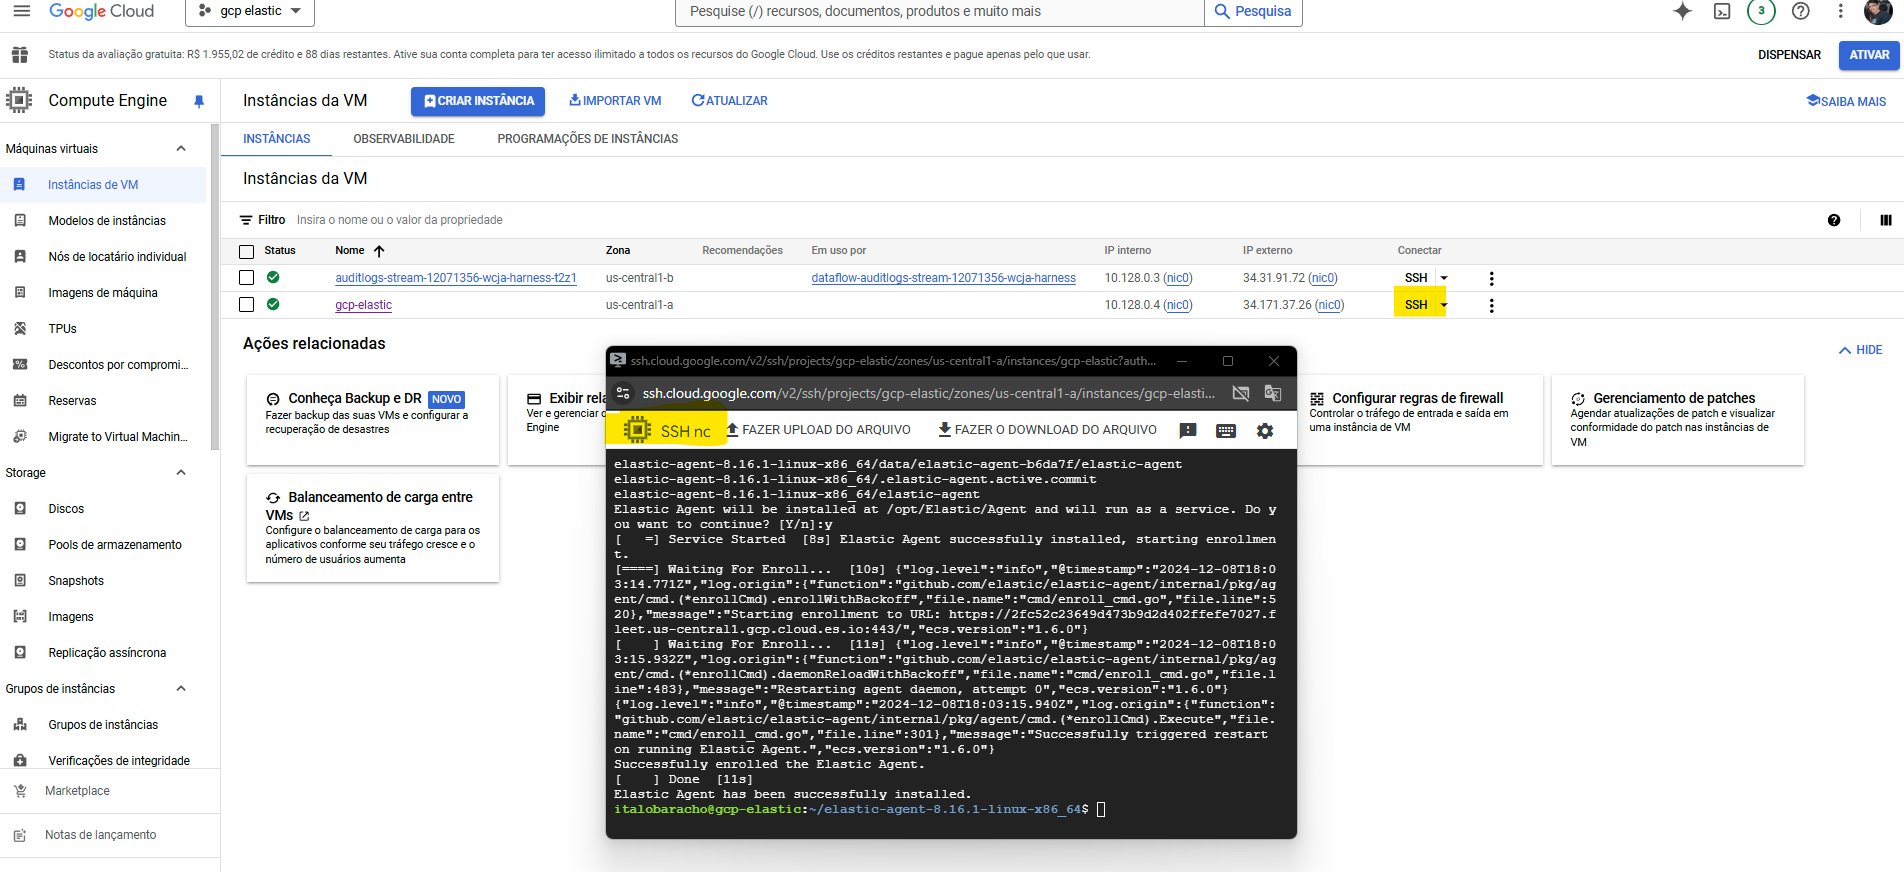 Google Cloud
gcp elastic
Pesquise (/) recursos, documentos, produtos e muito mais
Pesquisa
3
Status da avaliação gratuita: R$ 1.955,02 de crédito e 88 dias restantes. Ative sua conta completa para ter acesso ilimitado a todos os recursos do Google Cloud. Use os créditos restantes e pague apenas pelo que usar.
DISPENSAR
ATIVAR
Compute Engine
Instâncias da VM
CRIAR INSTÂNCIA
IMPORTAR VM
ATUALIZAR
SAIBA MAIS
Máquinas virtuais
Instâncias de VM
Modelos de instâncias
Nós de locatário individual
Imagens de máquina
TPUs
Descontos por compromi...
Reservas
Migrate to Virtual Machin...
Storage
Discos
Pools de armazenamento
Snapshots
Imagens
Replicação assíncrona
Grupos de instâncias
Grupos de instâncias
Verificações de integridade
Marketplace
Notas de lançamento
INSTÂNCIAS
OBSERVABILIDADE
PROGRAMAÇÕES DE INSTÂNCIAS
Instâncias da VM
Filtro Insira o nome ou o valor da propriedade
Status Nome Zona Recomendações Em uso por IP interno IP externo Conectar
auditlogs-stream-12071356-wcja-harness-t2z1 us-central1-b dataflow-auditlogs-stream-12071356-wcja-harness 10.128.0.3 (nic0) 34.31.91.72 (nic0) SSH
gcp-elastic us-central1-a 10.128.0.4 (nic0) 34.171.37.26 (nic0) SSH
Ações relacionadas
HIDE
Conheça Backup e DR NOVO
Fazer backup das suas VMs e configurar a
recuperação de desastres
Exibir rela
Ver e gerenciar o
Engine
Configurar regras de firewall
Controlar o tráfego de entrada e saída em
uma instância de VM
Gerenciamento de patches
Agendar atualizações de patch e visualizar
conformidade do patch nas instâncias de
VM
Balanceamento de carga entre
VMs
Configure o balanceamento de carga para os
aplicativos conforme seu tráfego cresce e o
número de usuários aumenta
ssh.cloud.google.com/v2/ssh/projects/gcp-elastic/zones/us-central1-a/instances/gcp-elastic?auth...
ssh.cloud.google.com/v2/ssh/projects/gcp-elastic/zones/us-central1-a/instances/gcp-elasti...
SSH nc
FAZER UPLOAD DO ARQUIVO
FAZER O DOWNLOAD DO ARQUIVO
elastic-agent-8.16.1-linux-x86_64/data/elastic-agent-b6da7f/elastic-agent
elastic-agent-8.16.1-linux-x86_64/.elastic-agent.active.commit
elastic-agent-8.16.1-linux-x86_64/elastic-agent
Elastic Agent will be installed at /opt/Elastic/Agent and will run as a service. Do y
ou want to continue? [Y/n]:y
[   =] Service Started  [8s] Elastic Agent successfully installed, starting enrollmen
t.
[====] Waiting For Enroll...  [10s] {"log.level":"info","@timestamp":"2024-12-08T18:0
3:14.771Z","log.origin":{"function":"github.com/elastic/elastic-agent/internal/pkg/ag
ent/cmd.(*enrollCmd).enrollWithBackoff","file.name":"cmd/enroll_cmd.go","file.line":5
20},"message":"Starting enrollment to URL: https://2fc52c23649d473b9d2d402ffefe7027.f
leet.us-central1.gcp.cloud.es.io:443/","ecs.version":"1.6.0"}
[    ] Waiting For Enroll...  [11s] {"log.level":"info","@timestamp":"2024-12-08T18:0
3:15.932Z","log.origin":{"function":"github.com/elastic/elastic-agent/internal/pkg/ag
ent/cmd.(*enrollCmd).daemonReloadWithBackoff","file.name":"cmd/enroll_cmd.go","file.l
ine":483},"message":"Restarting agent daemon, attempt 0","ecs.version":"1.6.0"}
{"log.level":"info","@timestamp":"2024-12-08T18:03:15.940Z","log.origin":{"function":
"github.com/elastic/elastic-agent/internal/pkg/agent/cmd.(*enrollCmd).Execute","file.
name":"cmd/enroll_cmd.go","file.line":301},"message":"Successfully triggered restart
on running Elastic Agent.","ecs.version":"1.6.0"}
Successfully enrolled the Elastic Agent.
[    ] Done  [11s]
Elastic Agent has been successfully installed.
italobaracho@gcp-elastic:~/elastic-agent-8.16.1-linux-x86_64$